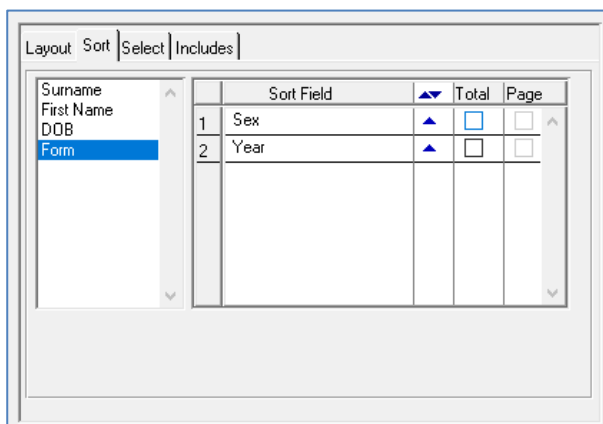 Layout Sort Select Includes
Surname
First Name
DOB
Form
Sort Field Total Page
1 Sex
2 Year